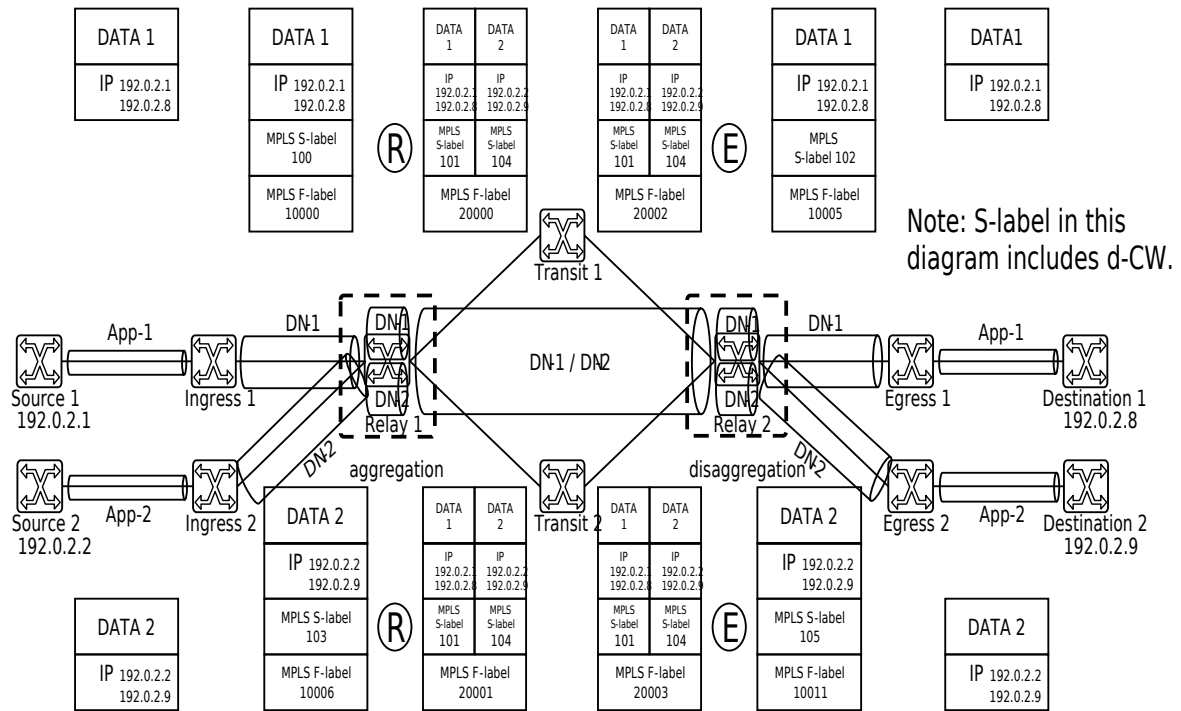 DATA 1
IP 192.0.2.1
192.0.2.8
DATA 1
IP 192.0.2.1
192.0.2.8
MPLS S-label
100
MPLS F-label
10000
R
DATA
1
DATA
2
IP
192.0.2.1
192.0.2.8
IP
192.0.2.2
192.0.2.9
MPLS
S-label
101
MPLS
S-label
104
MPLS F-label
20000
DATA
1
DATA
2
IP
192.0.2.1
192.0.2.8
IP
192.0.2.2
192.0.2.9
MPLS
S-label
101
MPLS
S-label
104
MPLS F-label
20002
E
DATA 1
IP 192.0.2.1
192.0.2.8
MPLS
S-label 102
MPLS F-label
10005
DATA1
IP 192.0.2.1
192.0.2.8
Note: S-label in this
diagram includes d-CW.
Transit 1
App-1
DN-1
DN-1
DN-1 / DN-2
DN-1
DN-1
App-1
Source 1
192.0.2.1
Ingress 1
DN-2
Relay 1
DN-2
Relay 2
Egress 1
Destination 1
192.0.2.8
DN-2
aggregation
disaggregation
DN-2
App-2
Source 2
192.0.2.2
Ingress 2
Transit 2
Egress 2
App-2
Destination 2
192.0.2.9
DATA 2
IP 192.0.2.2
192.0.2.9
DATA 2
IP 192.0.2.2
192.0.2.9
MPLS S-label
103
MPLS F-label
10006
R
DATA
1
DATA
2
IP
192.0.2.1
192.0.2.8
IP
192.0.2.2
192.0.2.9
MPLS
S-label
101
MPLS
S-label
104
MPLS F-label
20001
DATA
1
DATA
2
IP
192.0.2.1
192.0.2.8
IP
192.0.2.2
192.0.2.9
MPLS
S-label
101
MPLS
S-label
104
MPLS F-label
20003
E
DATA 2
IP 192.0.2.2
192.0.2.9
MPLS S-label
105
MPLS F-label
10011
DATA 2
IP 192.0.2.2
192.0.2.9